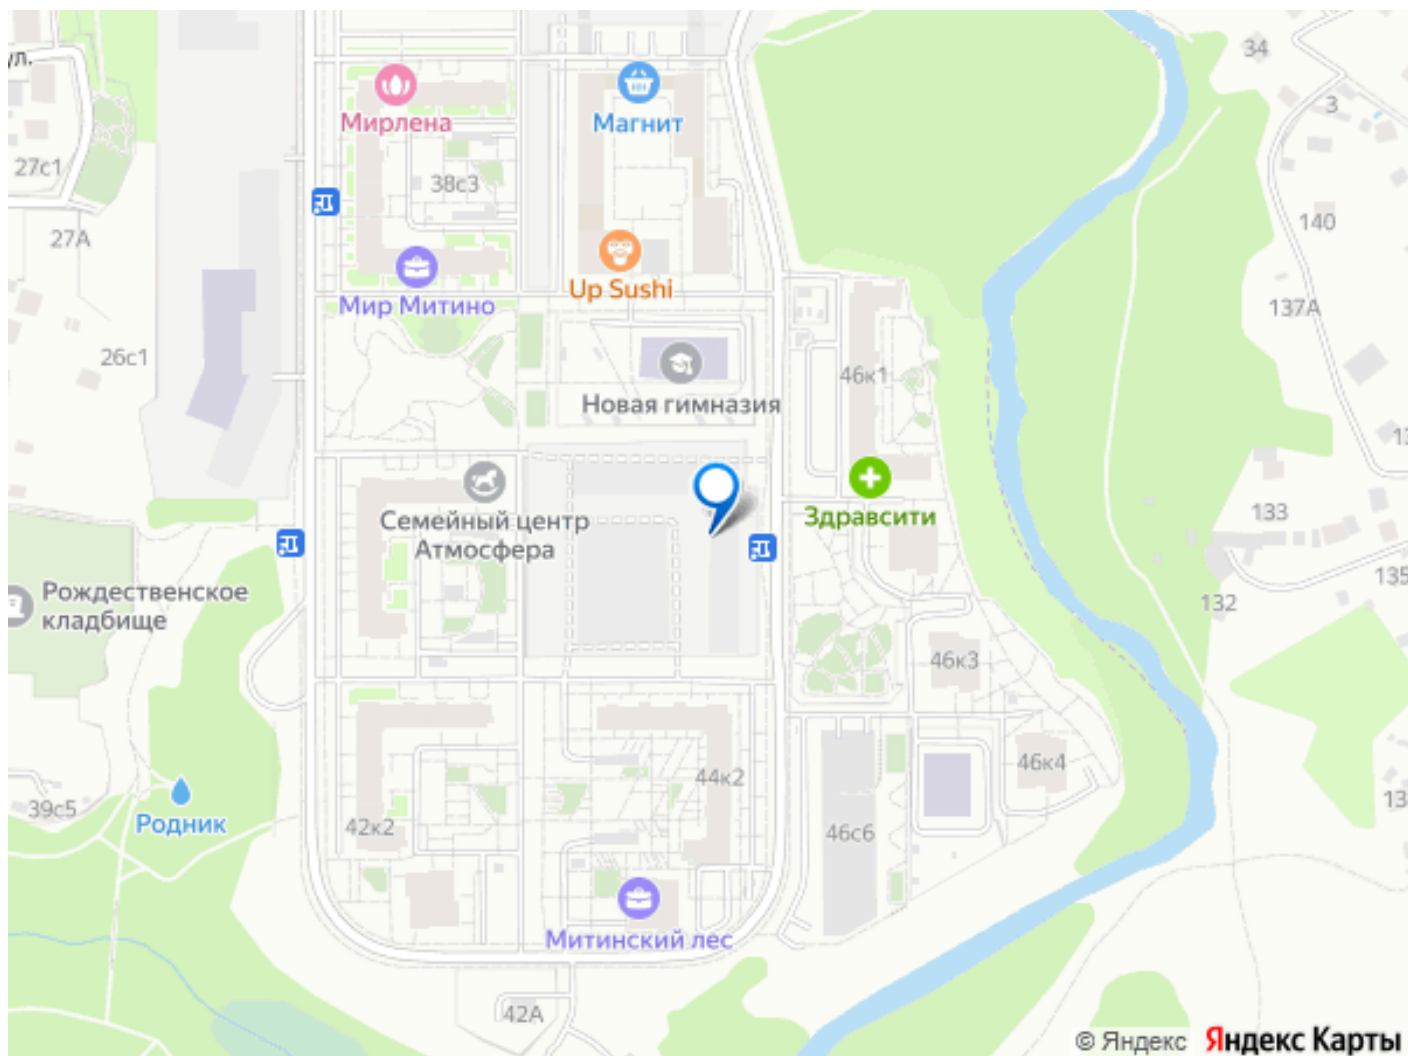 ул.
34
3
Мирлена
Магнит
27с1
38с3
140
27А
Up Sushi
Мир Митино
137А
26с1
46к1
Новая гимназия
Семейный центр
Атмосфера
Здравсити
133
135
Рождественское
кладбище
132
46к3
46к4
44к2
39с5
Родник
42к2
46с6
Митинский лес
42А
© Яндекс Яндекс Карты